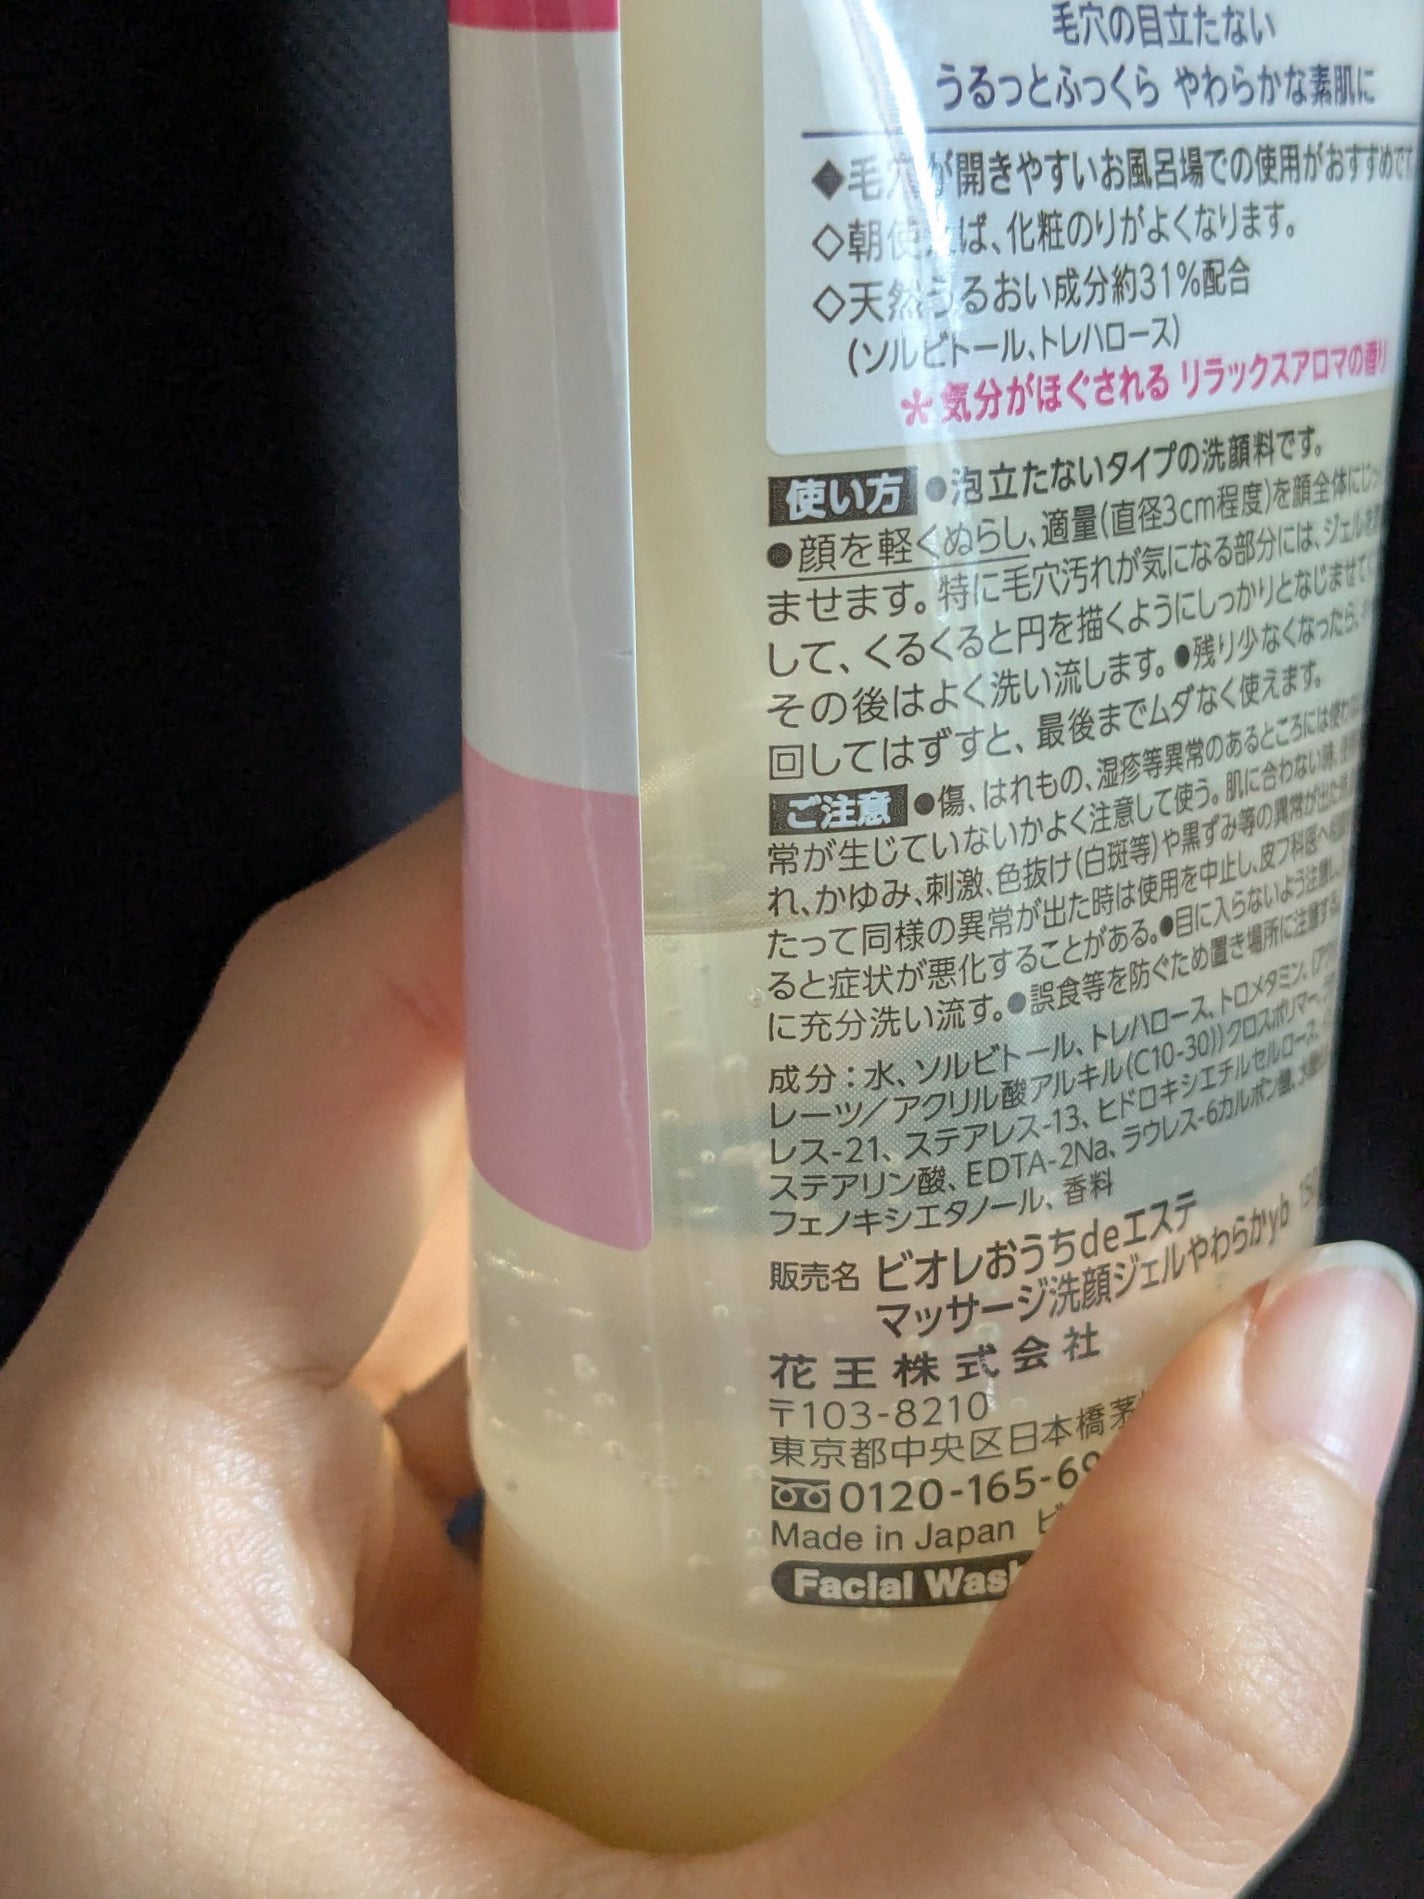 毛穴の目立たない
うるっとふっくら やわらかな素肌に
◆毛穴が開きやすいお風呂場での使用がおすすめです
◇朝使えば、化粧のりがよくなります。
◇天然うるおい成分約31%配合
(ソルビトール、トレハロース)
＊気分がほぐされる リラックスアロマの香り
使い方 ●泡立たないタイプの洗顔料です。
●顔を軽くぬらし、適量(直径3cm程度)を顔全体に
ませます。特に毛穴汚れが気になる部分には、ジェルを
して、くるくると円を描くようにしっかりとなじませて
その後はよく洗い流します。●残り少なくなったら、
回してはずすと、最後までムダなく使えます。
ご注意 ●傷、はれもの、湿疹等異常のあるところには使わ
常が生じていないかよく注意して使う。肌に合わない時、
れ、かゆみ、刺激、色抜け(白斑等)や黒ずみ等の異常が出た
たって同様の異常が出た時は使用を中止し、皮フ科医へ
ると症状が悪化することがある。●目に入らないよう注意し、
に充分洗い流す。●誤食等を防ぐため置き場所に注意する
成分：水、ソルビトール、トレハロース、トロメタミン、(アク
レーツ／アクリル酸アルキル(C10-30))クロスポリマー、
レス-21、ステアレス-13、ヒドロキシエチルセルロース、
ステアリン酸、EDTA-2Na、ラウレス-6カルボン酸、
フェノキシエタノール、香料
販売名 ビオレおうちdeエステ
マッサージ洗顔ジェルやわらかyb
花王株式会社
〒103-8210
東京都中央区日本橋茅
0120-165-69
Made in Japan ビ
Facial Wash